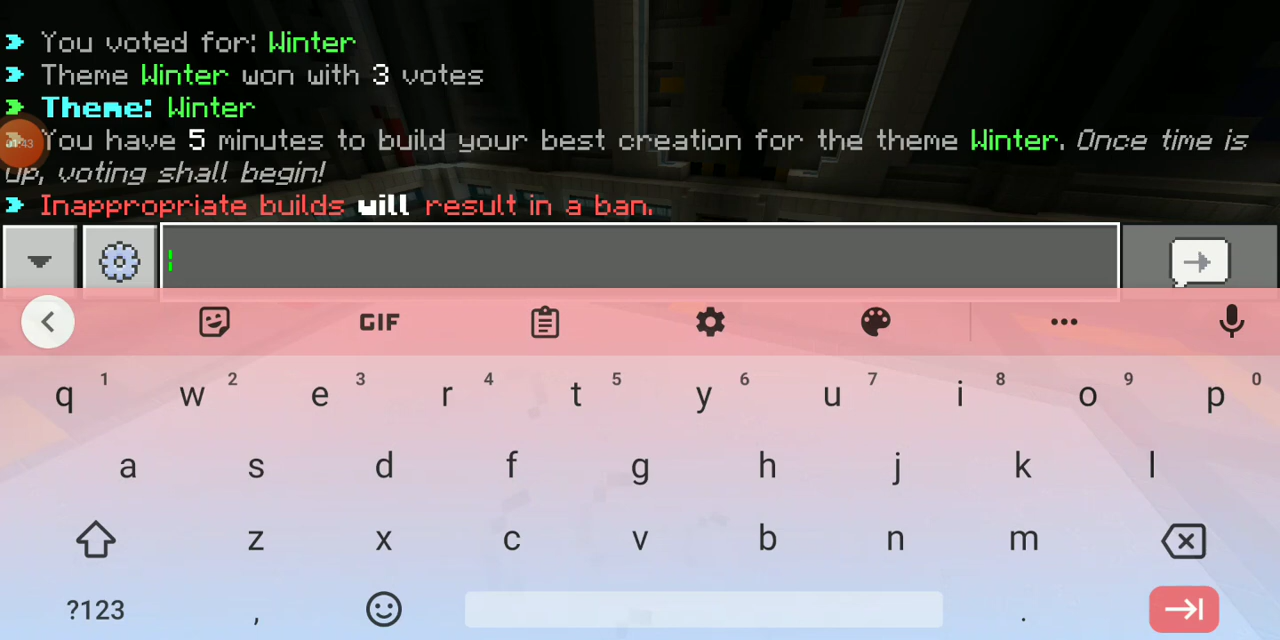 You voted for: Winter
Theme Winter won with 3 votes
Theme: Winter
You have 5 minutes to build your best creation for the theme Winter. Once time is
up, voting shall begin!
Inappropriate builds will result in a ban.
GIF
q 1 w 2 e 3 r 4 t 5 y 6 u 7 i 8 o 9 p 0
a s d f g h j k l
z x c v b n m
?123 , .